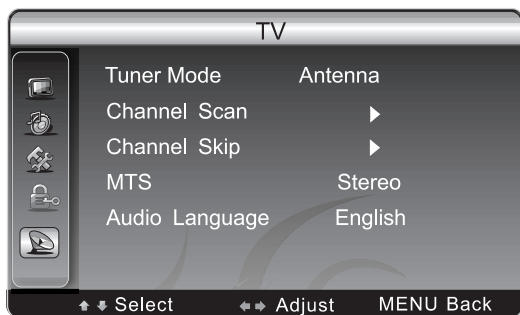 TV
Tuner Mode Antenna
Channel Scan
Channel Skip
MTS Stereo
Audio Language English
Select Adjust MENU Back